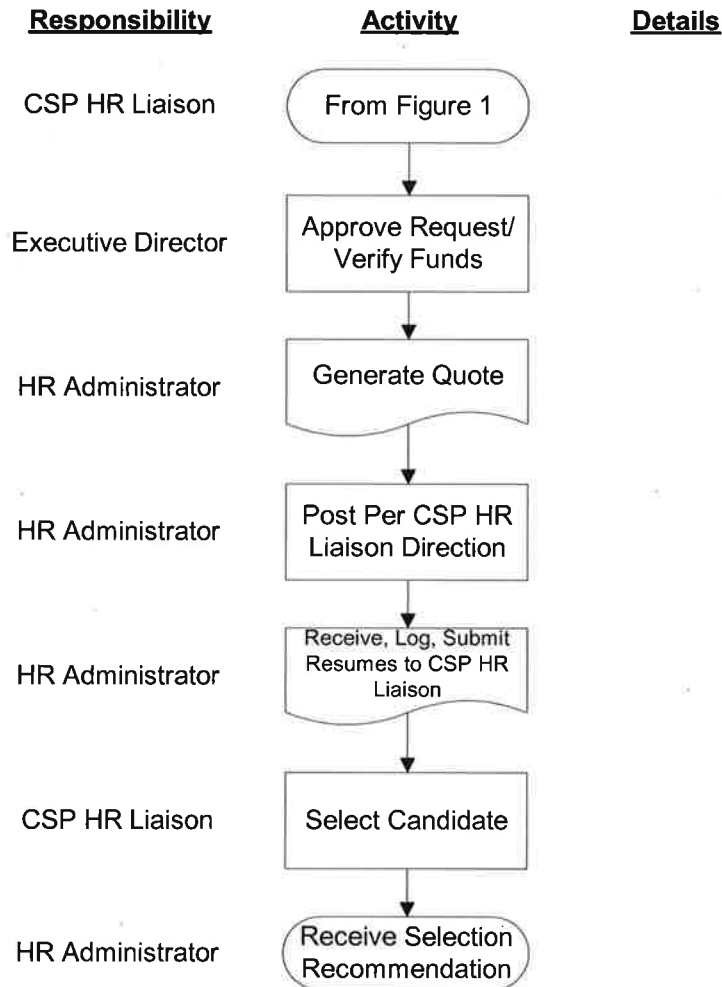 Responsibility Activity Details
CSP HR Liaison
From Figure 1
Executive Director
Approve Request/
Verify Funds
HR Administrator
Generate Quote
HR Administrator
Post Per CSP HR
Liaison Direction
HR Administrator
Receive, Log, Submit
Resumes to CSP HR
Liaison
CSP HR Liaison
Select Candidate
HR Administrator
Receive Selection
Recommendation